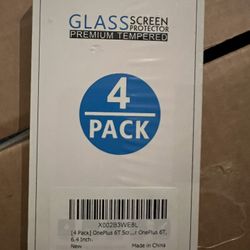 GLASS SCREEN
PROTECTOR
PREMIUM TEMPERED
4
PACK
X002B3WE8L
[4 Pack] OnePlus 6T Scr OnePlus 6T,
6.4 Inch
New
Made in China